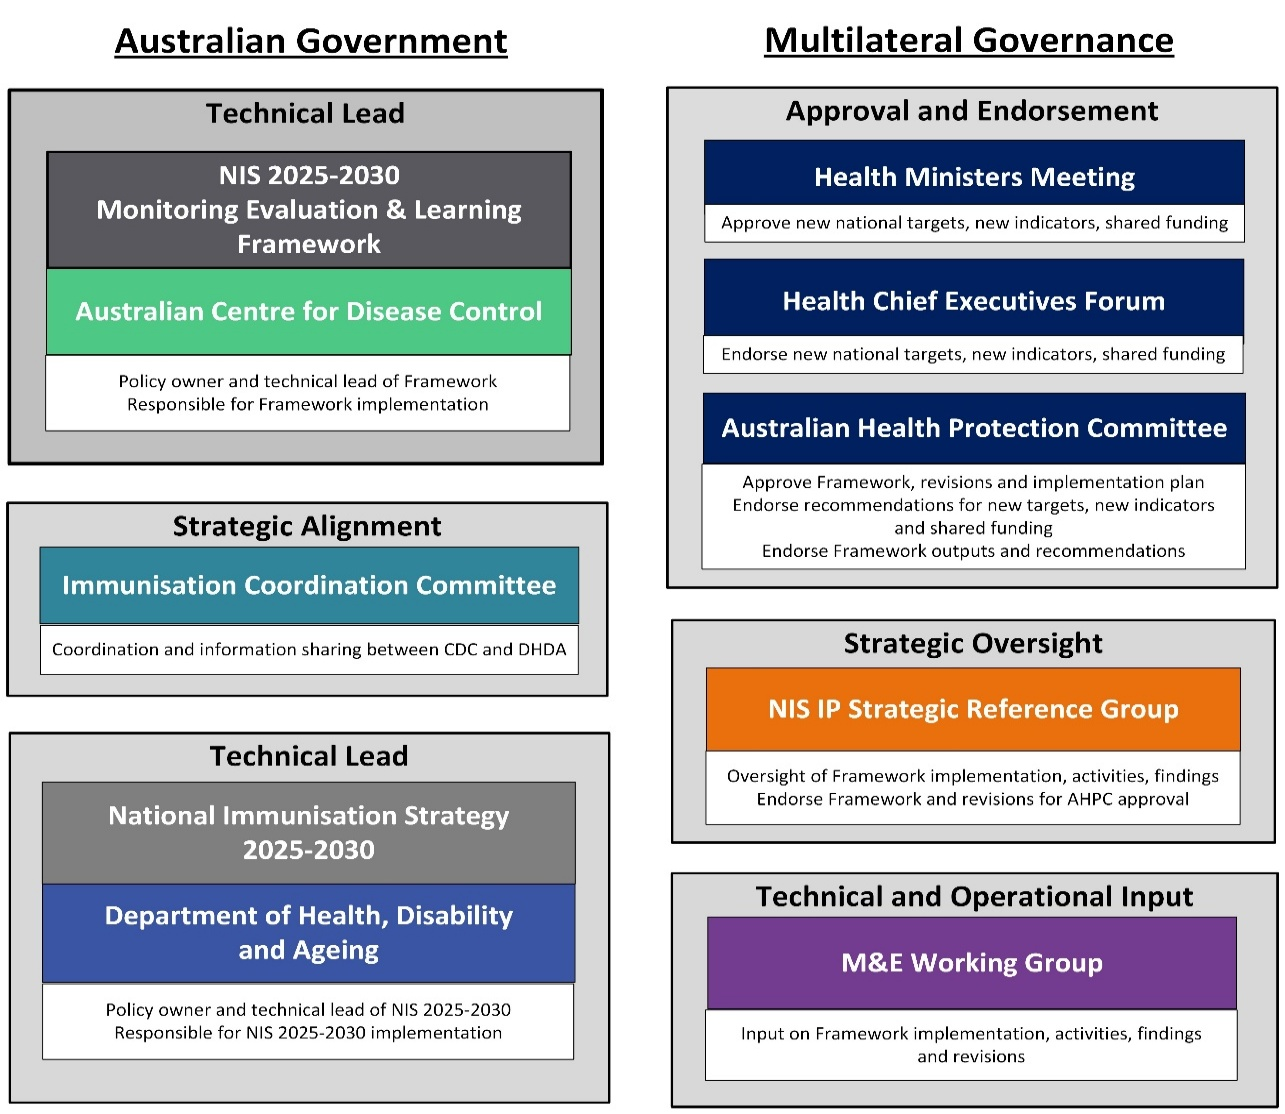 Australian Government
Technical Lead
NIS 2025-2030
Monitoring Evaluation & Learning
Framework
Australian Centre for Disease Control
Policy owner and technical lead of Framework
Responsible for Framework implementation
Strategic Alignment
Immunisation Coordination Committee
Coordination and information sharing between CDC and DHDA
Technical Lead
National Immunisation Strategy
2025-2030
Department of Health, Disability
and Ageing
Policy owner and technical lead of NIS 2025-2030
Responsible for NIS 2025-2030 implementation
Multilateral Governance
Approval and Endorsement
Health Ministers Meeting
Approve new national targets, new indicators, shared funding
Health Chief Executives Forum
Endorse new national targets, new indicators, shared funding
Australian Health Protection Committee
Approve Framework, revisions and implementation plan
Endorse recommendations for new targets, new indicators
and shared funding
Endorse Framework outputs and recommendations
Strategic Oversight
NIS IP Strategic Reference Group
Oversight of Framework implementation, activities, findings
Endorse Framework and revisions for AHPC approval
Technical and Operational Input
M&E Working Group
Input on Framework implementation, activities, findings
and revisions